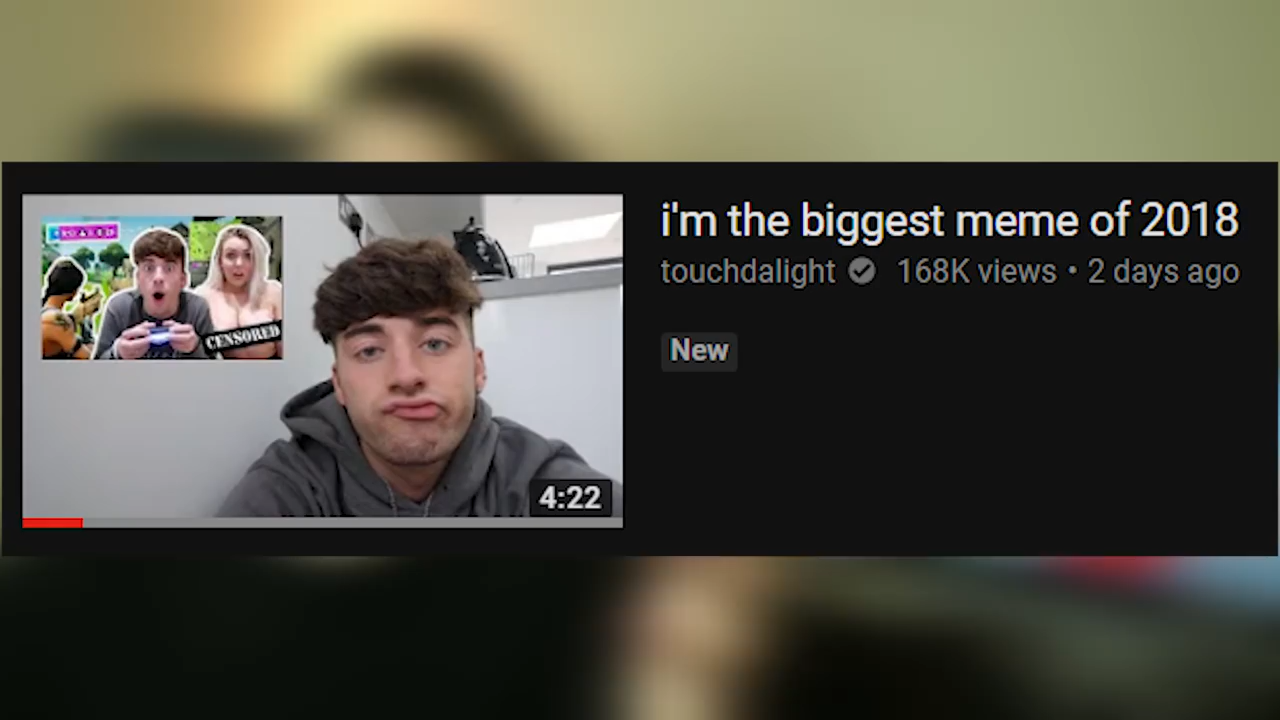 i'm the biggest meme of 2018
touchdalight 168K views • 2 days ago
New
CENSORED
4:22